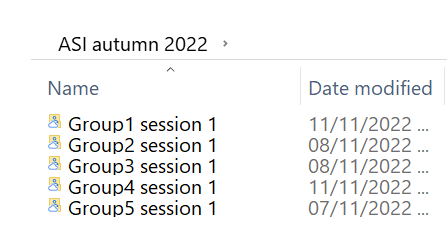 ASI autumn 2022
Name Date modified
Group1 session 1 11/11/2022 ...
Group2 session 1 08/11/2022 ...
Group3 session 1 08/11/2022 ...
Group4 session 1 11/11/2022 ...
Group5 session 1 07/11/2022 ...